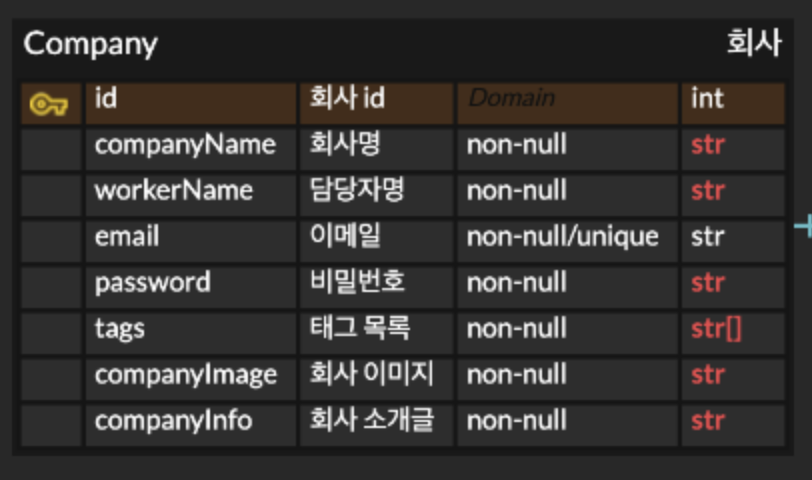 Company 회사
id 회사 id Domain int
companyName 회사명 non-null str
workerName 담당자명 non-null str
email 이메일 non-null/unique str
password 비밀번호 non-null str
tags 태그 목록 non-null str[]
companyImage 회사 이미지 non-null str
companyInfo 회사 소개글 non-null str